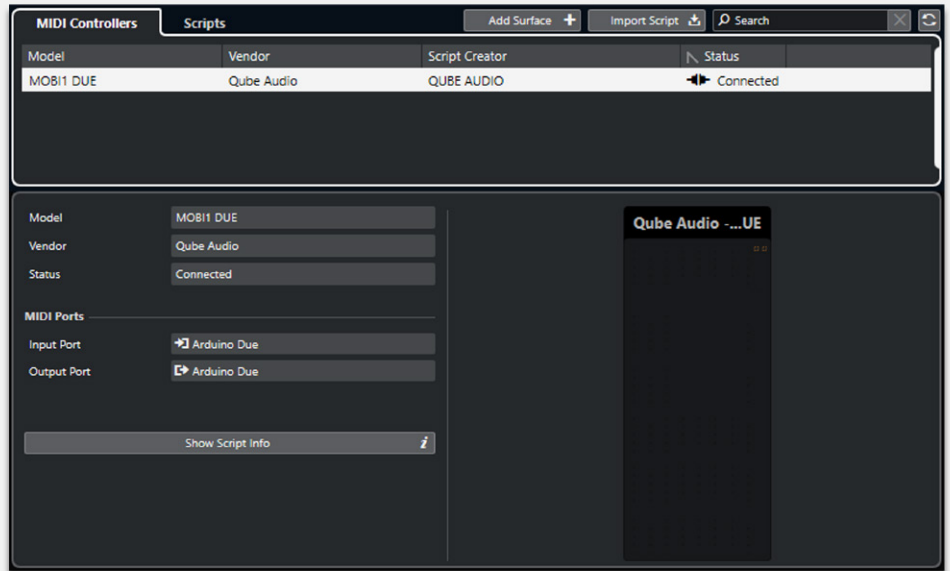 MIDI Controllers Scripts Add Surface Import Script Search
Model Vendor Script Creator Status
MOBI1 DUE Qube Audio QUBE AUDIO Connected
Model MOBI1 DUE
Vendor Qube Audio
Status Connected
MIDI Ports
Input Port Arduino Due
Output Port Arduino Due
Show Script Info
Qube Audio -...UE